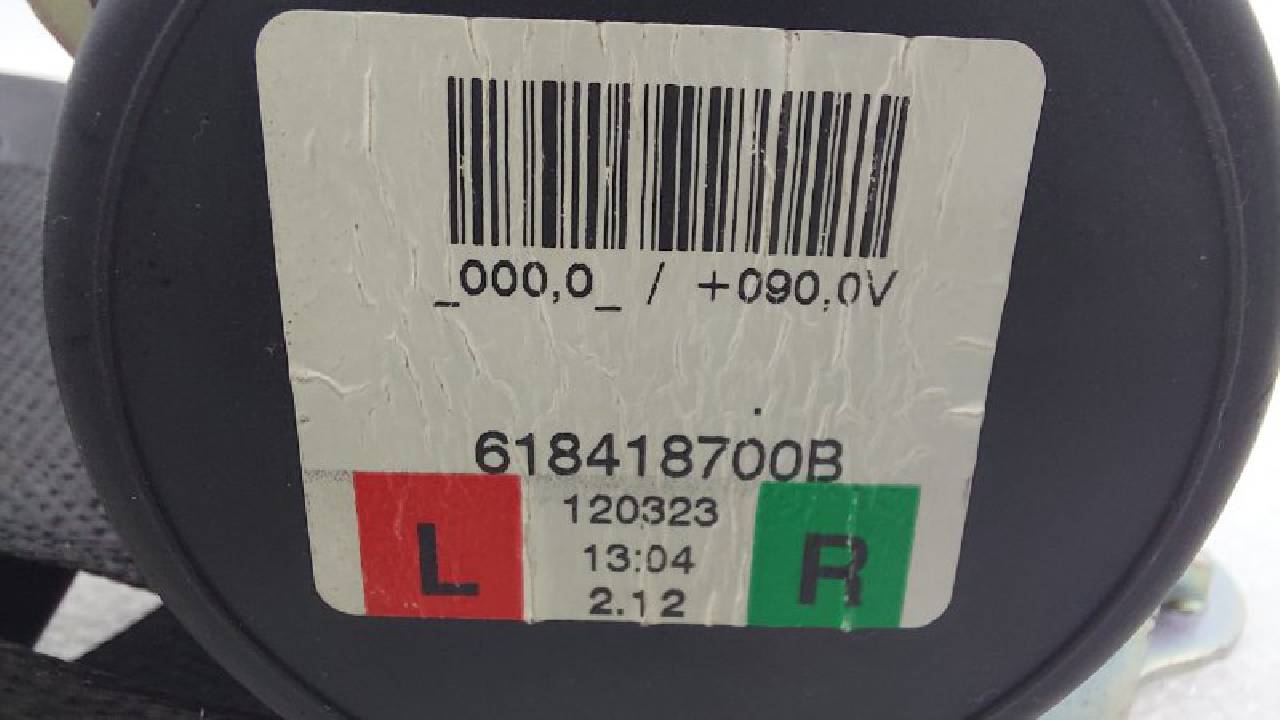 _000,0_ / +090,0V
618418700B
120323
L 13:04 R
2.12